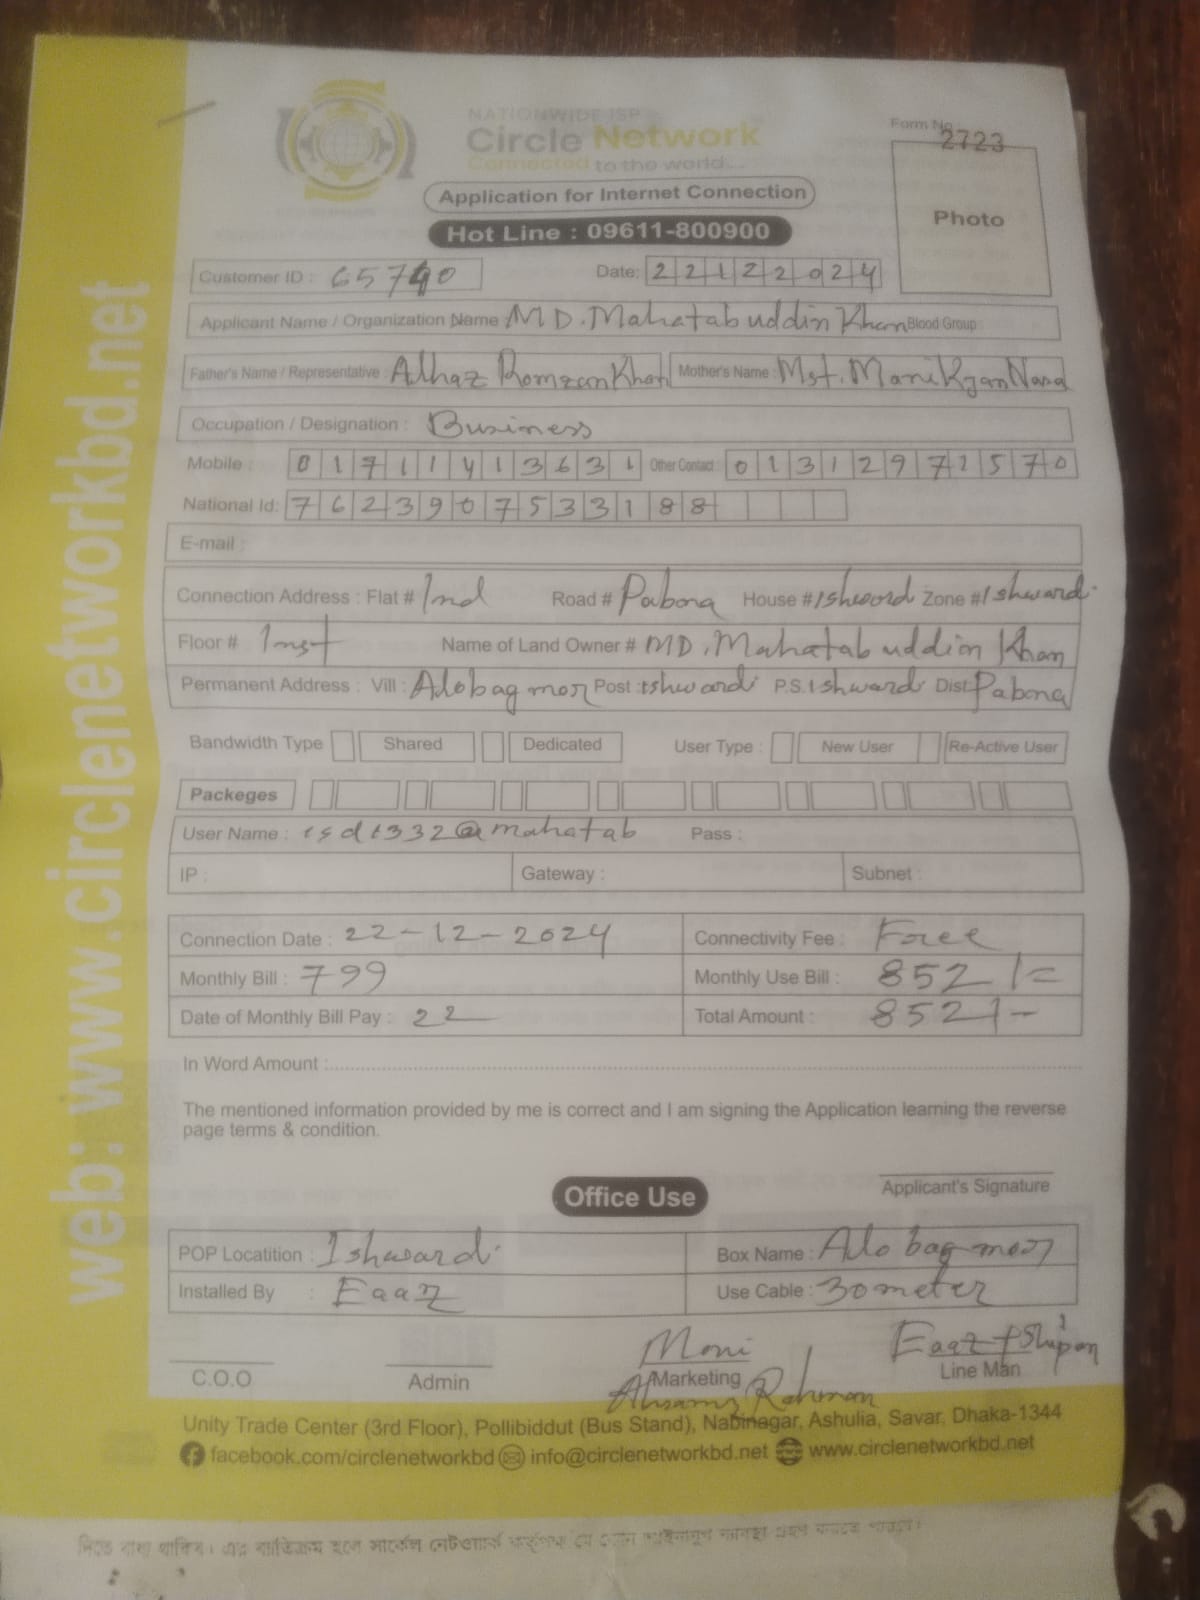 NATIONWIDE ISP
Circle Network
Connected to the world...
Form No 2723
Application for Internet Connection
Hot Line : 09611-800900
Photo
Customer ID : 65740
Date: 22122024
Applicant Name / Organization Name MD. Mahatab uddin Khan Blood Group
Father's Name / Representative : Alhaz Romzan Khan Mother's Name : Mst. Manikjan Nara
Occupation / Designation : Business
Mobile : 01711413631 Other Contact : 01312971570
National Id: 7623907533188
E-mail :
Connection Address : Flat # Ind Road # Pabona House # Ishword Zone # Ishwardi
Floor # Inst Name of Land Owner # MD. Mahatab uddin Khan
Permanent Address : Vill : Alobag mor Post : Ishwardi P.S. Ishwardi Dist Pabona
Bandwidth Type Shared Dedicated User Type : New User Re-Active User
Packeges
User Name : isdt332@mahatab Pass :
IP : Gateway : Subnet :
Connection Date : 22-12-2024 Connectivity Fee : Free
Monthly Bill : 799 Monthly Use Bill : 852/=
Date of Monthly Bill Pay : 22 Total Amount : 852/-
In Word Amount :
The mentioned information provided by me is correct and I am signing the Application learning the reverse
page terms & condition.
Applicant's Signature
Office Use
POP Locatition : Ishwardi Box Name : Alo bag mor
Installed By : Eaaz Use Cable : 30 meter
Moni Eaaz + Shipon
C.O.O Admin Marketing Line Man
Rehman
Unity Trade Center (3rd Floor), Pollibiddut (Bus Stand), Nabinagar, Ashulia, Savar, Dhaka-1344
facebook.com/circlenetworkbd info@circlenetworkbd.net www.circlenetworkbd.net
web: www.circlenetworkbd.net